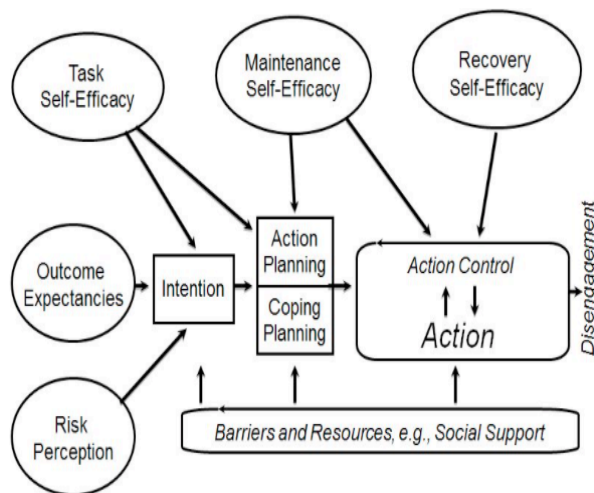 Task
Self-Efficacy
Maintenance
Self-Efficacy
Recovery
Self-Efficacy
Outcome
Expectancies
Intention
Action
Planning
Coping
Planning
Action Control
Action
Disengagement
Risk
Perception
Barriers and Resources, e.g., Social Support